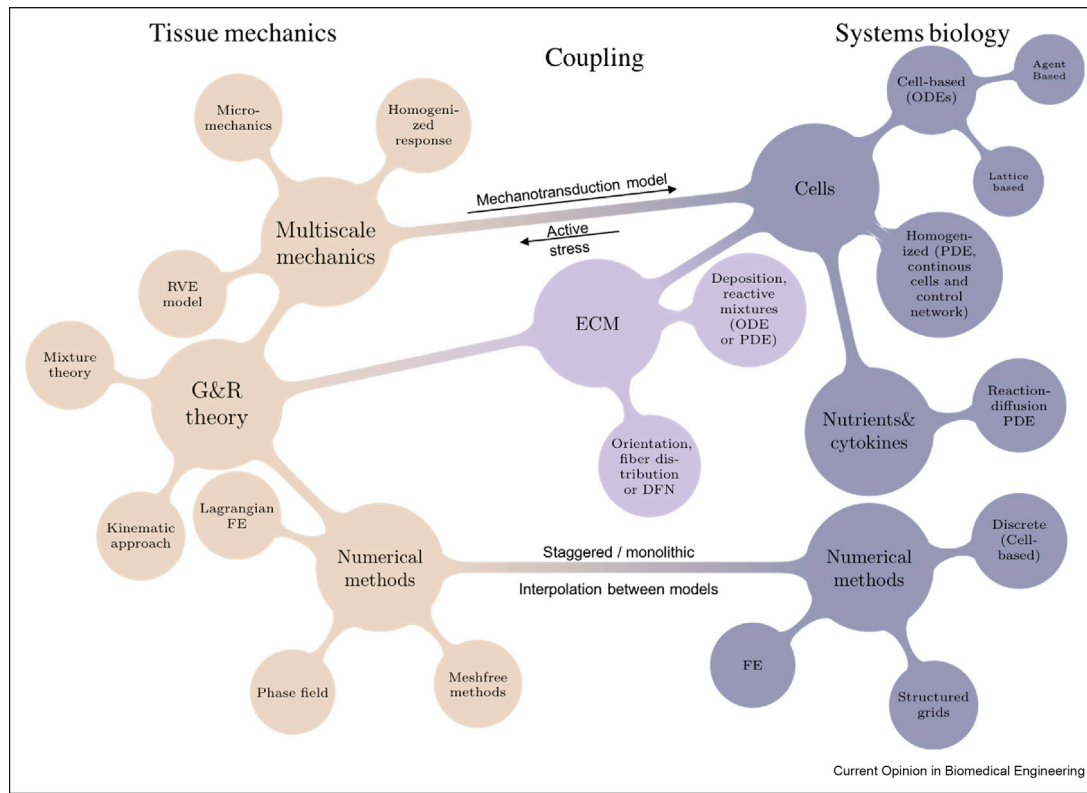 Tissue mechanics
Coupling
Systems biology
Micro-
mechanics
Homogeni-
zed
response
Multiscale
mechanics
RVE
model
Mixture
theory
G&R
theory
Kinematic
approach
Lagrangian
FE
Numerical
methods
Phase field
Meshfree
methods
Mechanotransduction model
Active
stress
ECM
Deposition,
reactive
mixtures
(ODE
or PDE)
Orientation,
fiber dis-
tribution
or DFN
Staggered / monolithic
Interpolation between models
Cell-based
(ODEs)
Agent
Based
Lattice
based
Cells
Homogen-
ized (PDE,
continous
cells and
control
network)
Nutrients&
cytokines
Reaction-
diffusion
PDE
Numerical
methods
Discrete
(Cell-
based)
FE
Structured
grids
Current Opinion in Biomedical Engineering